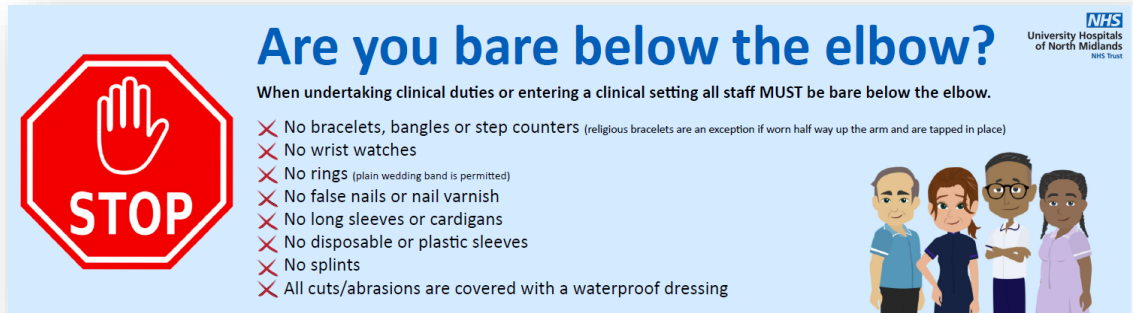 Are you bare below the elbow?
NHS
University Hospitals
of North Midlands
NHS Trust
When undertaking clinical duties or entering a clinical setting all staff MUST be bare below the elbow.
STOP
No bracelets, bangles or step counters (religious bracelets are an exception if worn half way up the arm and are tapped in place)
No wrist watches
No rings (plain wedding band is permitted)
No false nails or nail varnish
No long sleeves or cardigans
No disposable or plastic sleeves
No splints
All cuts/abrasions are covered with a waterproof dressing